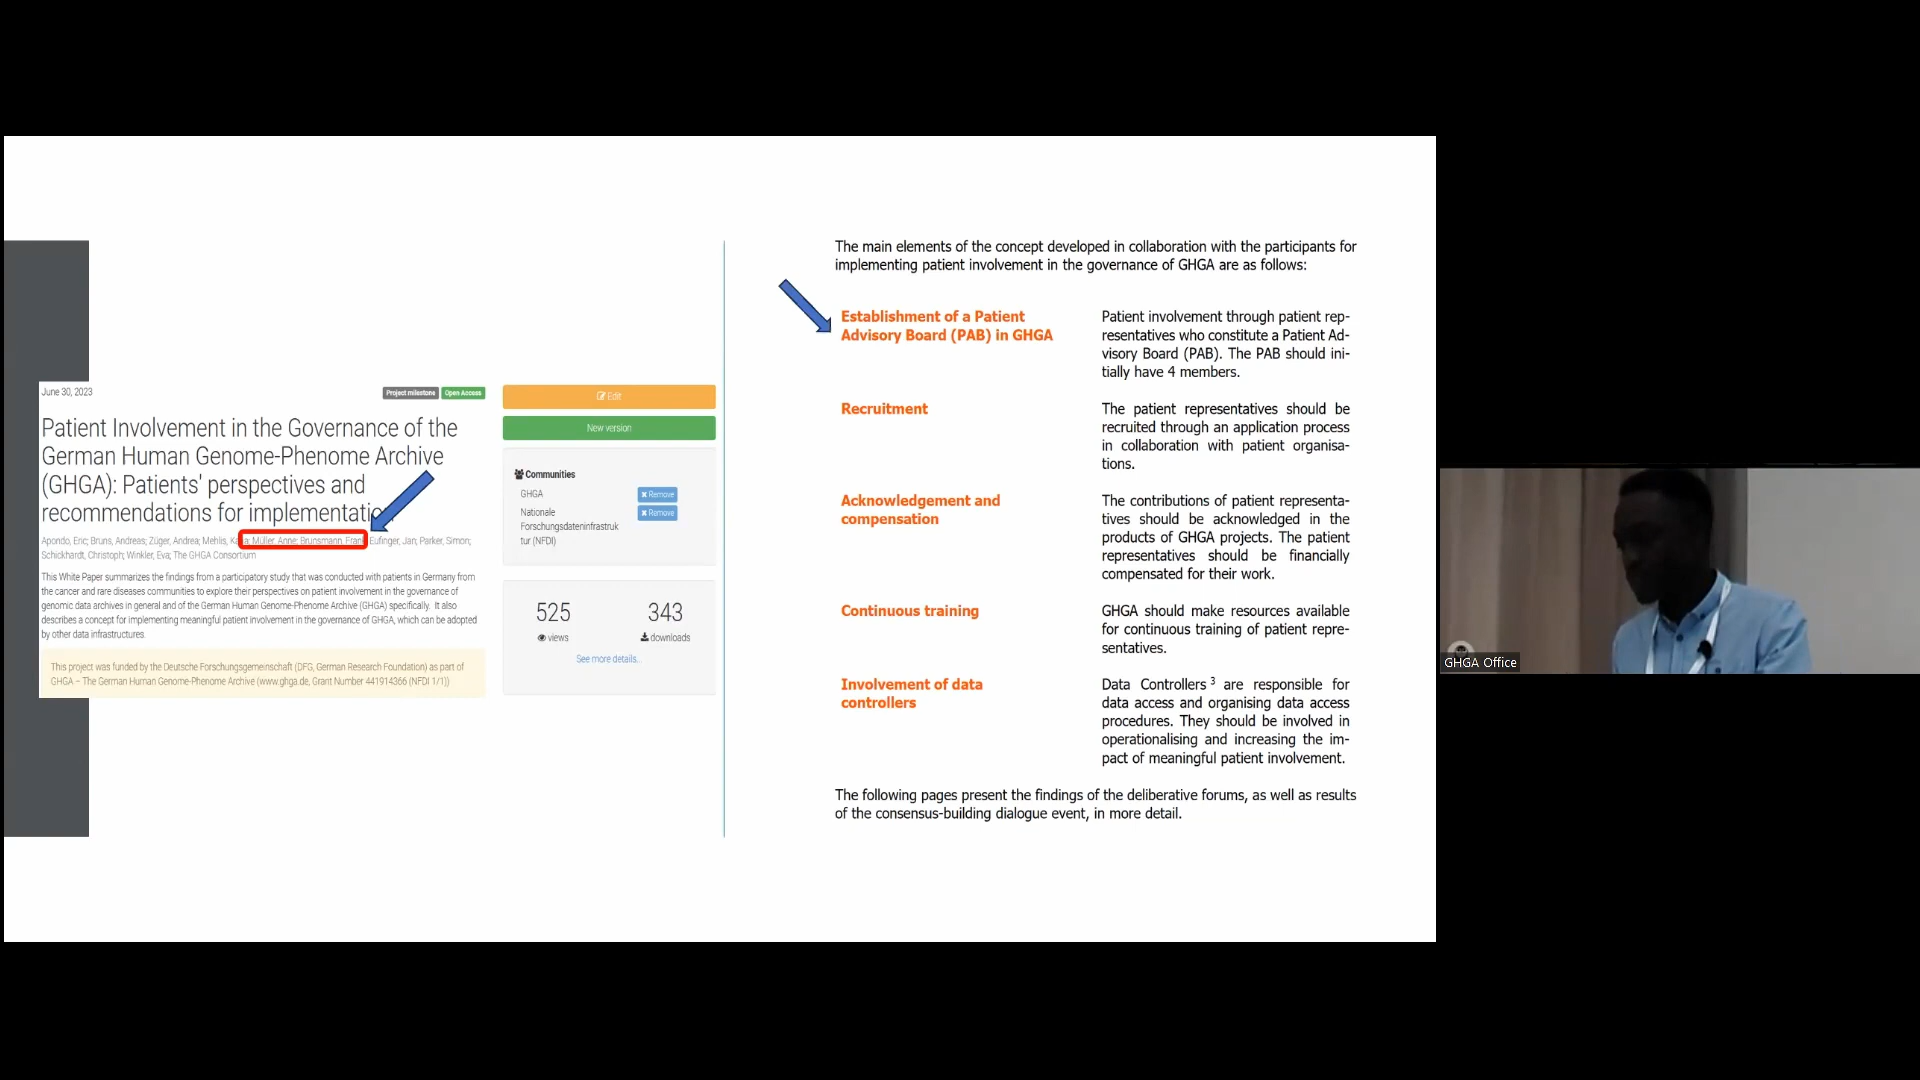 June 30, 2023
Project milestone
Open Access
Patient Involvement in the Governance of the
German Human Genome-Phenome Archive
(GHGA): Patients' perspectives and
recommendations for implementation
Apondo, Eric; Bruns, Andreas; Züger, Andrea; Mehlis, Müller, Anne; Brunsmann, Frank Eufinger, Jan; Parker, Simon;
Schickhardt, Christoph; Winkler, Eva; The GHGA Consortium
This White Paper summarizes the findings from a participatory study that was conducted with patients in Germany from
the cancer and rare diseases communities to explore their perspectives on patient involvement in the governance of
genomic data archives in general and of the German Human Genome-Phenome Archive (GHGA) specifically. It also
describes a concept for implementing meaningful patient involvement in the governance of GHGA, which can be adopted
by other data infrastructures.
This project was funded by the Deutsche Forschungsgemeinschaft (DFG, German Research Foundation) as part of
GHGA – The German Human Genome-Phenome Archive (www.ghga.de, Grant Number 441914366 (NFDI 1/1))
Edit
New version
Communities
GHGA
Remove
Nationale
Forschungsdateninfrastruk
tur (NFDI)
Remove
525
343
views
downloads
See more details..
The main elements of the concept developed in collaboration with the participants for
implementing patient involvement in the governance of GHGA are as follows:
Establishment of a Patient
Advisory Board (PAB) in GHGA
Patient involvement through patient rep-
resentatives who constitute a Patient Ad-
visory Board (PAB). The PAB should ini-
tially have 4 members.
Recruitment
The patient representatives should be
recruited through an application process
in collaboration with patient organisa-
tions.
Acknowledgement and
compensation
The contributions of patient representa-
tives should be acknowledged in the
products of GHGA projects. The patient
representatives should be financially
compensated for their work.
Continuous training
GHGA should make resources available
for continuous training of patient repre-
sentatives.
Involvement of data
controllers
Data Controllers 3 are responsible for
data access and organising data access
procedures. They should be involved in
operationalising and increasing the im-
pact of meaningful patient involvement.
The following pages present the findings of the deliberative forums, as well as results
of the consensus-building dialogue event, in more detail.
GHGA Office